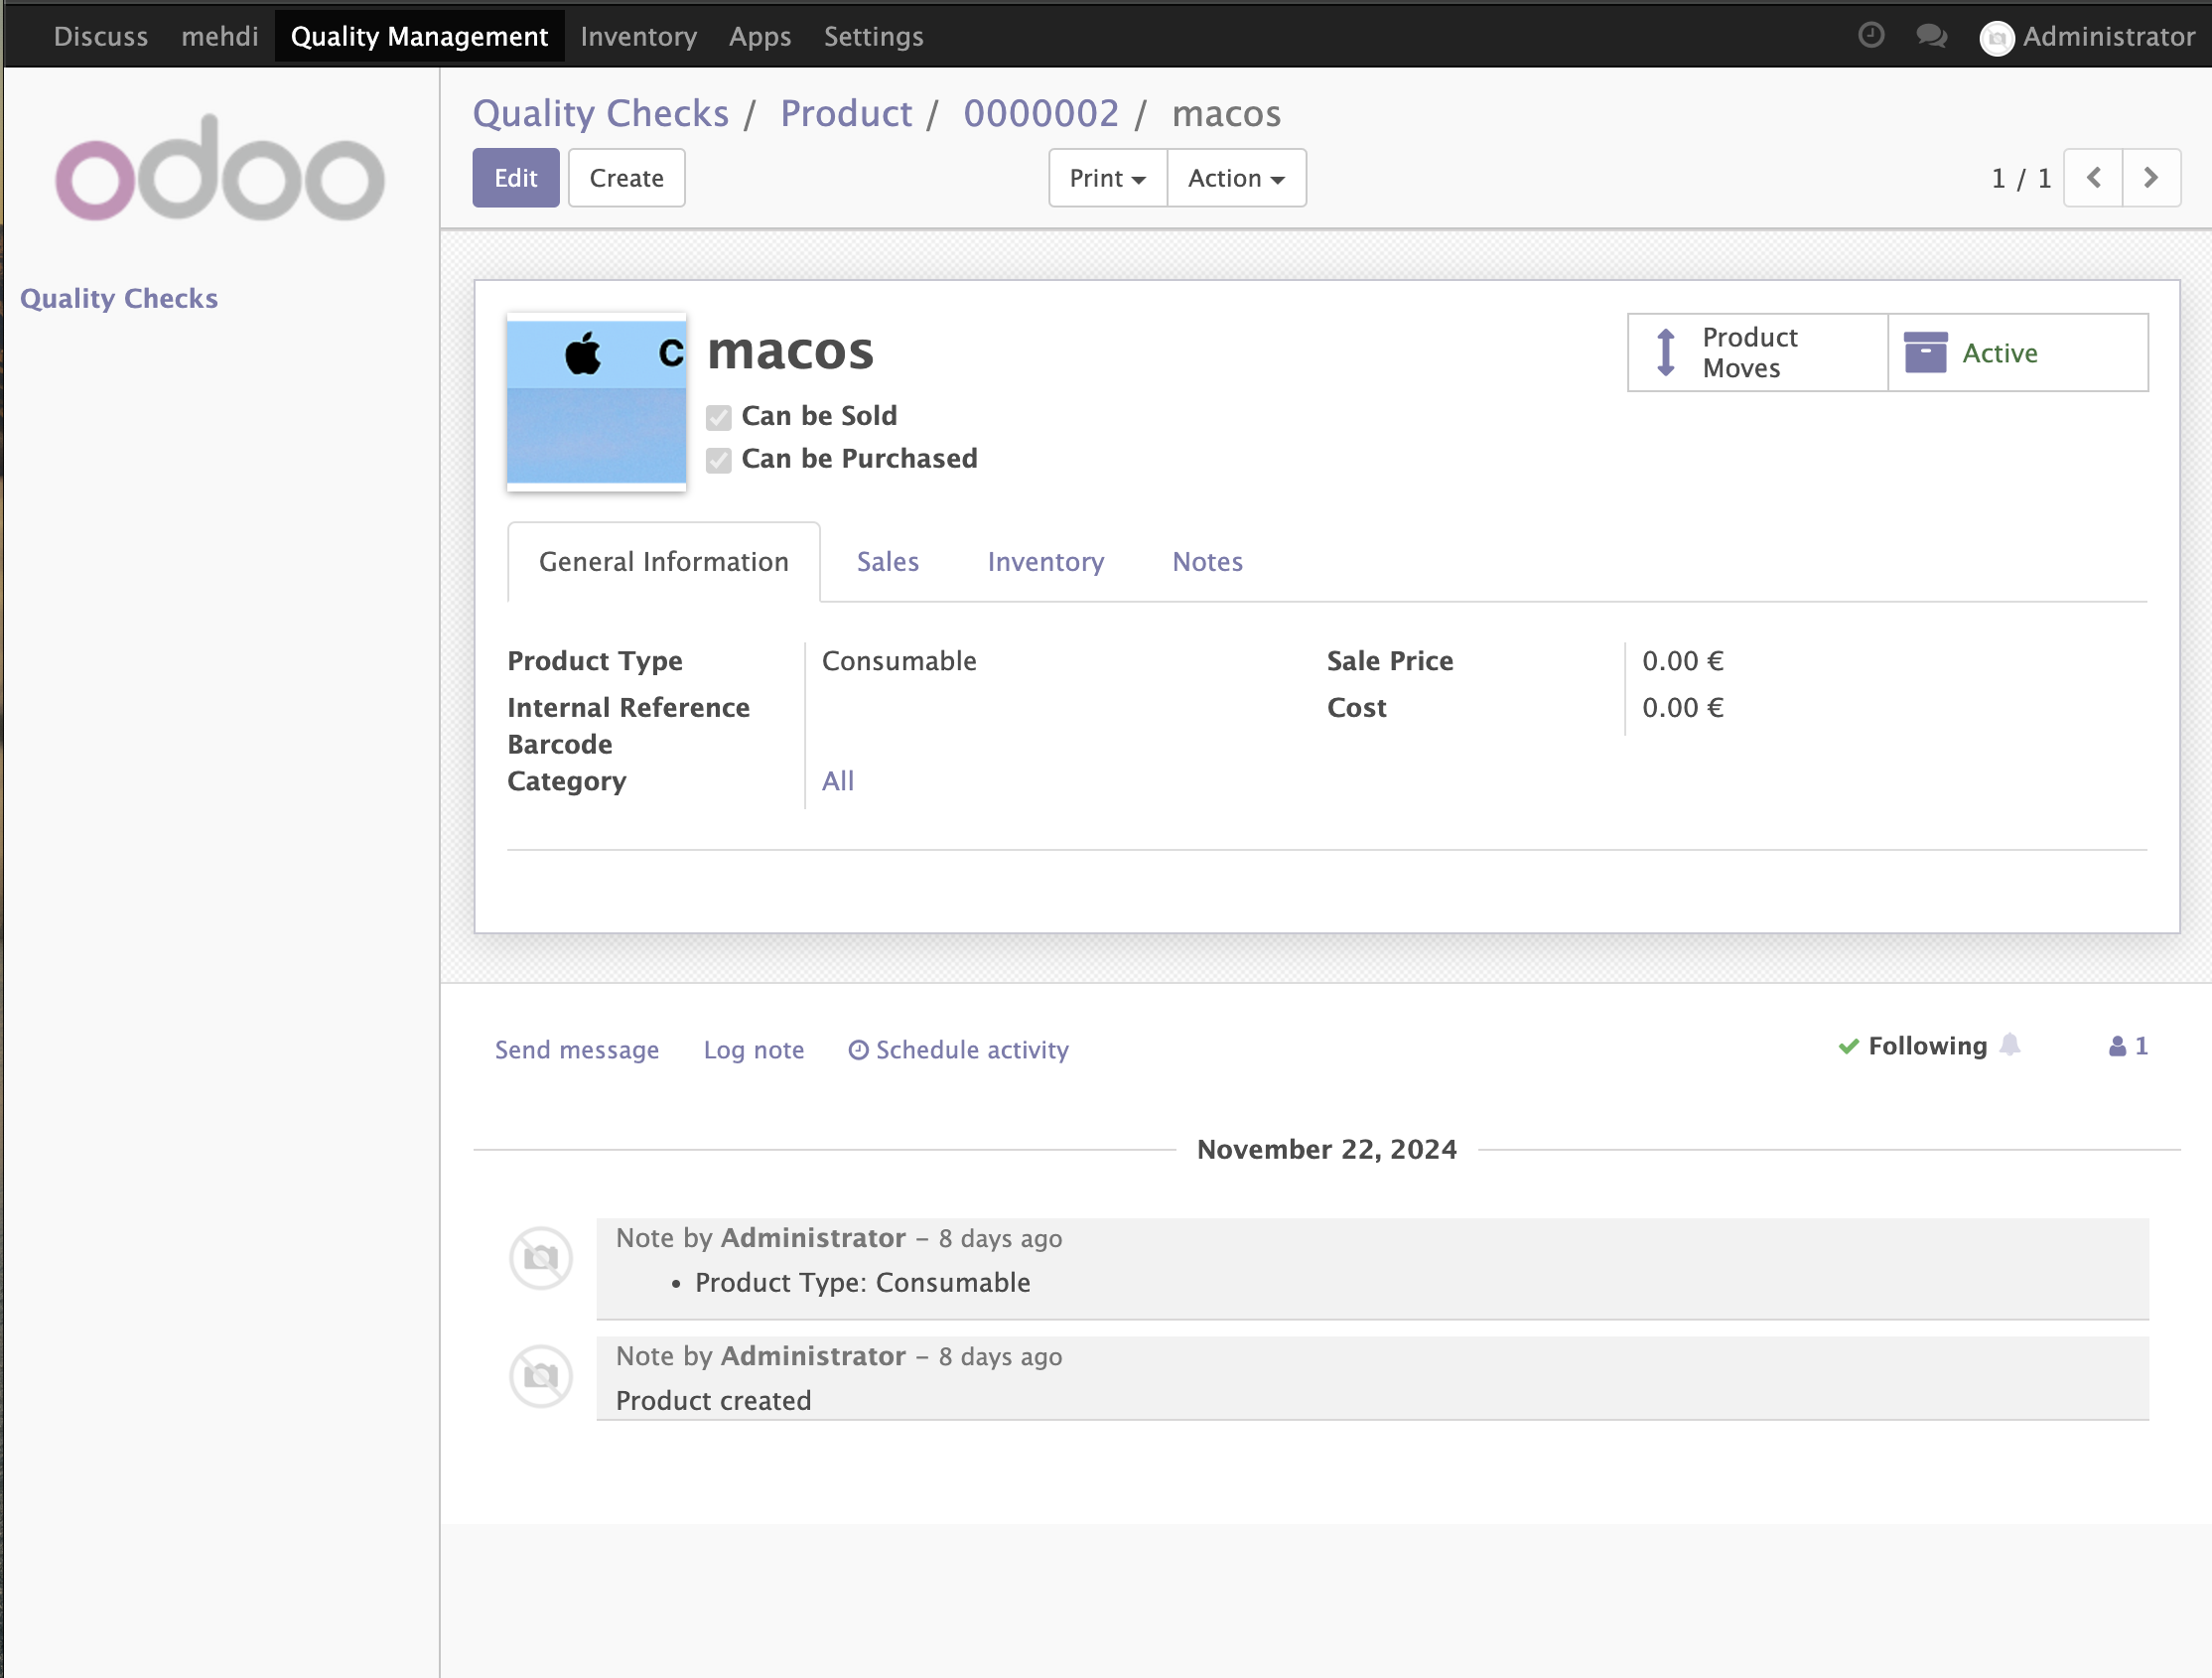 Discuss mehdi Quality Management Inventory Apps Settings Administrator
odoo
Quality Checks / Product / 0000002 / macos
Edit Create Print Action 1 / 1
Quality Checks
C
macos
Can be Sold
Can be Purchased
Product
Moves
Active
General Information Sales Inventory Notes
Product Type Consumable Sale Price 0.00 €
Internal Reference Cost 0.00 €
Barcode
Category All
Send message Log note Schedule activity Following 1
November 22, 2024
Note by Administrator – 8 days ago
• Product Type: Consumable
Note by Administrator – 8 days ago
Product created